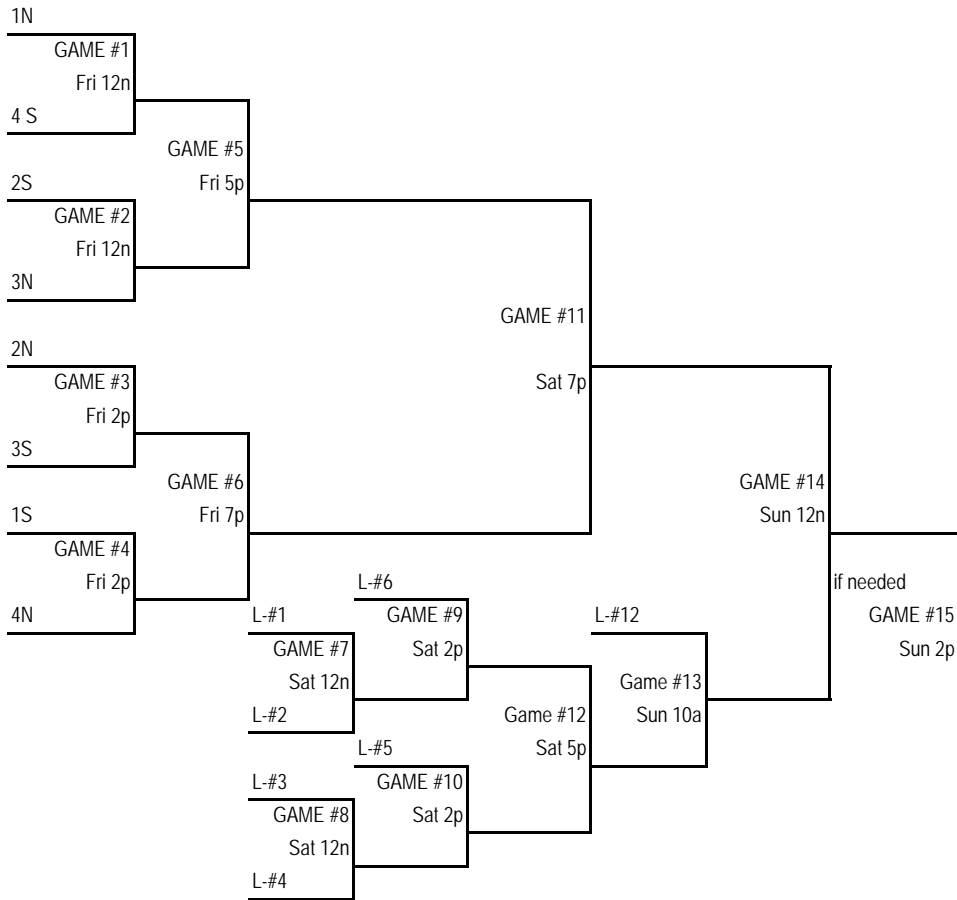 1N
GAME #1
Fri 12n
4 S
GAME #5
Fri 5p
2S
GAME #2
Fri 12n
3N
GAME #11
Sat 7p
2N
GAME #3
Fri 2p
3S
GAME #6
Fri 7p
1S
GAME #4
Fri 2p
4N
GAME #14
Sun 12n
if needed
GAME #15
Sun 2p
L-#6
GAME #9
Sat 2p
L-#1
GAME #7
Sat 12n
L-#2
L-#12
Game #13
Sun 10a
Game #12
Sat 5p
L-#5
GAME #10
Sat 2p
L-#3
GAME #8
Sat 12n
L-#4